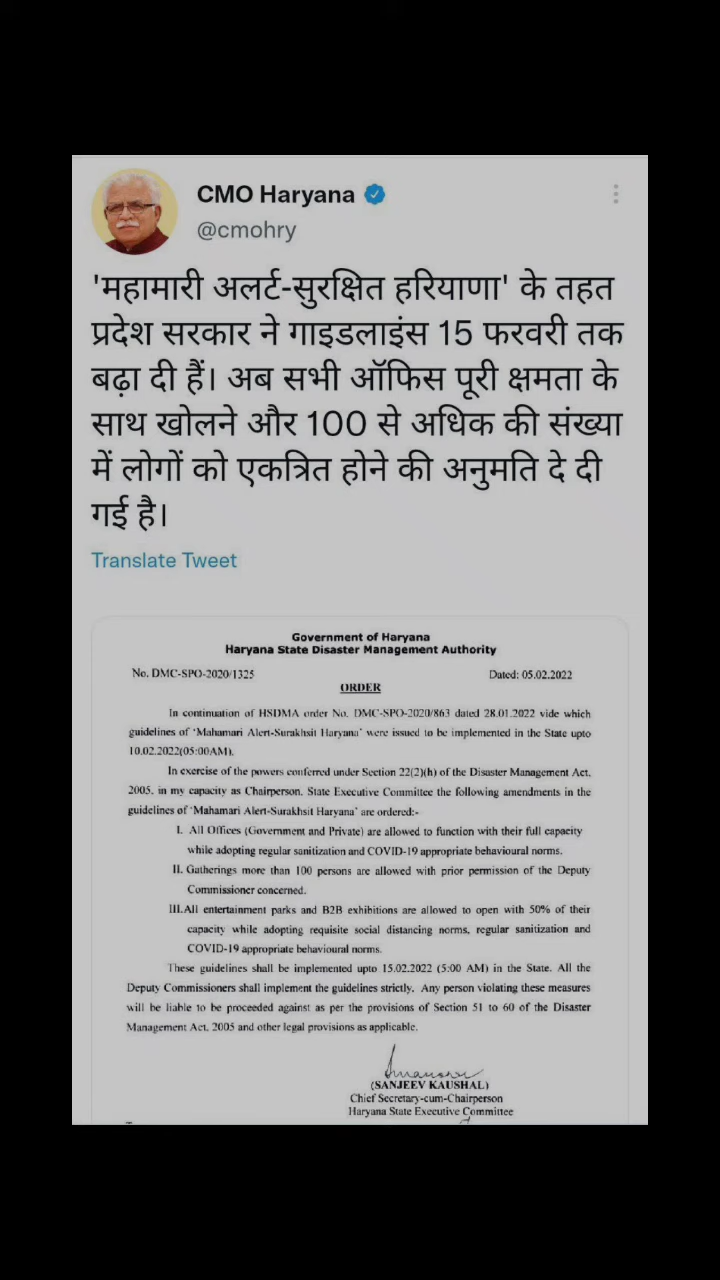 CMO Haryana
@cmohry
'महामारी अलर्ट-सुरक्षित हरियाणा' के तहत
प्रदेश सरकार ने गाइडलाइंस 15 फरवरी तक
बढ़ा दी हैं। अब सभी ऑफिस पूरी क्षमता के
साथ खोलने और 100 से अधिक की संख्या
में लोगों को एकत्रित होने की अनुमति दे दी
गई है।
Translate Tweet
Government of Haryana
Haryana State Disaster Management Authority
No. DMC-SPO-2020/1325 Dated: 05.02.2022
ORDER
In continuation of HSDMA order No. DMC-SPO-2020/863 dated 28.01.2022 vide which
guidelines of 'Mahamari Alert-Surakhsit Haryana' were issued to be implemented in the State upto
10.02.2022(05:00AM).
In exercise of the powers conferred under Section 22(2)(h) of the Disaster Management Act,
2005, in my capacity as Chairperson, State Executive Committee the following amendments in the
guidelines of 'Mahamari Alert-Surakhsit Haryana' are ordered:-
I. All Offices (Government and Private) are allowed to function with their full capacity
while adopting regular sanitization and COVID-19 appropriate behavioural norms.
II. Gatherings more than 100 persons are allowed with prior permission of the Deputy
Commissioner concerned.
III.All entertainment parks and B2B exhibitions are allowed to open with 50% of their
capacity while adopting requisite social distancing norms, regular sanitization and
COVID-19 appropriate behavioural norms.
These guidelines shall be implemented upto 15.02.2022 (5:00 AM) in the State. All the
Deputy Commissioners shall implement the guidelines strictly. Any person violating these measures
will be liable to be proceeded against as per the provisions of Section 51 to 60 of the Disaster
Management Act, 2005 and other legal provisions as applicable.
(SANJEEV KAUSHAL)
Chief Secretary-cum-Chairperson
Haryana State Executive Committee